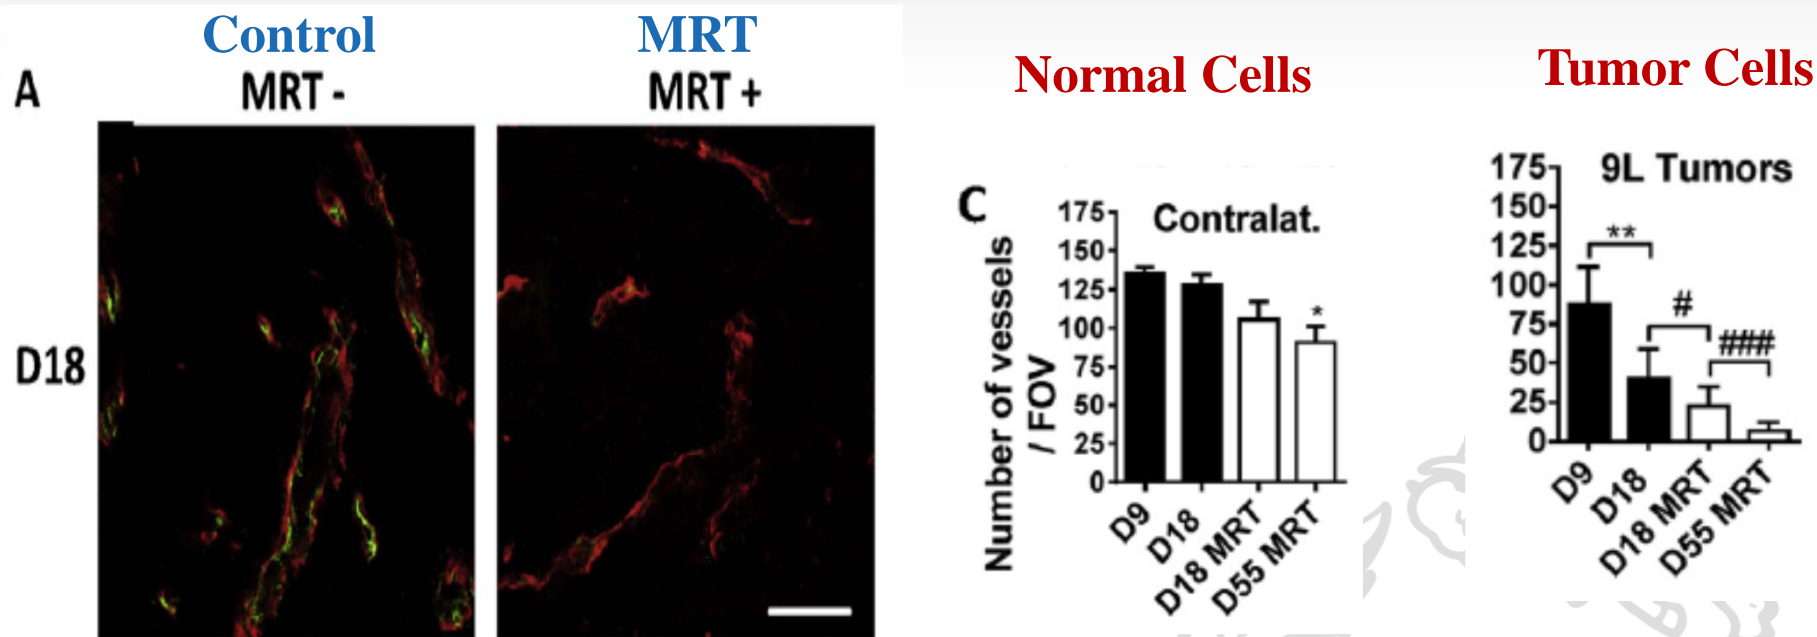 Control
MRT
A
MRT -
MRT +
D18
Normal Cells
Tumor Cells
C
Number of vessels
/ FOV
Contralat.
175
150
125
100
75
50
25
0
*
D9
D18
D18 MRT
D55 MRT
9L Tumors
175
150
125
100
75
50
25
0
**
#
###
D9
D18
D18 MRT
D55 MRT